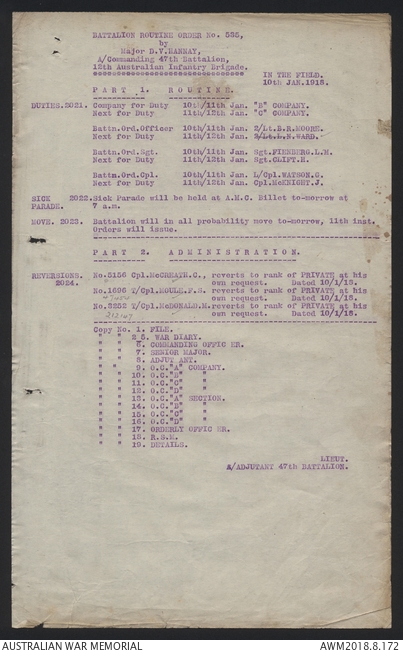 BATTALION ROUTINE ORDER No. 535,
by
Major D.V.HANNAY,
A/Commanding 47th Battalion,
12th Australian Infantry Brigade.
IN THE FIELD.
10th JAN.1918.
PART 1. ROUTINE.
DUTIES.2021. Company for Duty 10th/11th Jan. "B" COMPANY.
Next for Duty 11th/12th Jan. "C" COMPANY.
Battn.Ord.Officer 10th/11th Jan. 2/Lt.B.R.MOORE.
Next for Duty 11th/12th Jan. 2/Lt.L.N.WARD.
Battn.Ord.Sgt. 10th/11th Jan. Sgt.FIENBERG.L.M.
Next for Duty 11th/12th Jan. Sgt.CLIFT.H.
Battn.Ord.Cpl. 10th/11th Jan. L/Cpl.WATSON.G.
Next for Duty 11th/12th Jan. Cpl.McKNIGHT.J.
SICK 2022. Sick Parade will be held at A.M.C. Billet to-morrow at
PARADE. 7 a.m.
MOVE. 2023. Battalion will in all probability move to-morrow, 11th inst.
Orders will issue.
PART 2. ADMINISTRATION.
REVERSIONS. No.5156 Cpl.McCREATH.C., reverts to rank of PRIVATE at his
2024. own request. Dated 10/1/18.
No.1696 T/Cpl.MOULE.F.S. reverts to rank of PRIVATE at his
own request. Dated 10/1/18.
No.2252 T/Cpl.McDONALD.M. reverts to rank of PRIVATE at his
own request. Dated 10/1/18.
Copy No. 1. FILE.
" " 2 5. WAR DIARY.
" " 6. COMMANDING OFFIC ER.
" " 7. SENIOR MAJOR.
" " 8. ADJUT ANT.
" " 9. O.C."A" COMPANY.
" " 10. O.C."B" "
" " 11. O.C."C" "
" " 12. O.C."D" "
" " 13. O.C."A" SECTION.
" " 14. O.C."B" "
" " 15. O.C."C" "
" " 16. O.C."D" "
" " 17. ORDERLY OFFIC ER.
" " 18. R.S.M.
" " 19. DETAILS.
LIEUT.
a/ADJUTANT 47th BATTALION.
AUSTRALIAN WAR MEMORIAL AWM2018.8.172